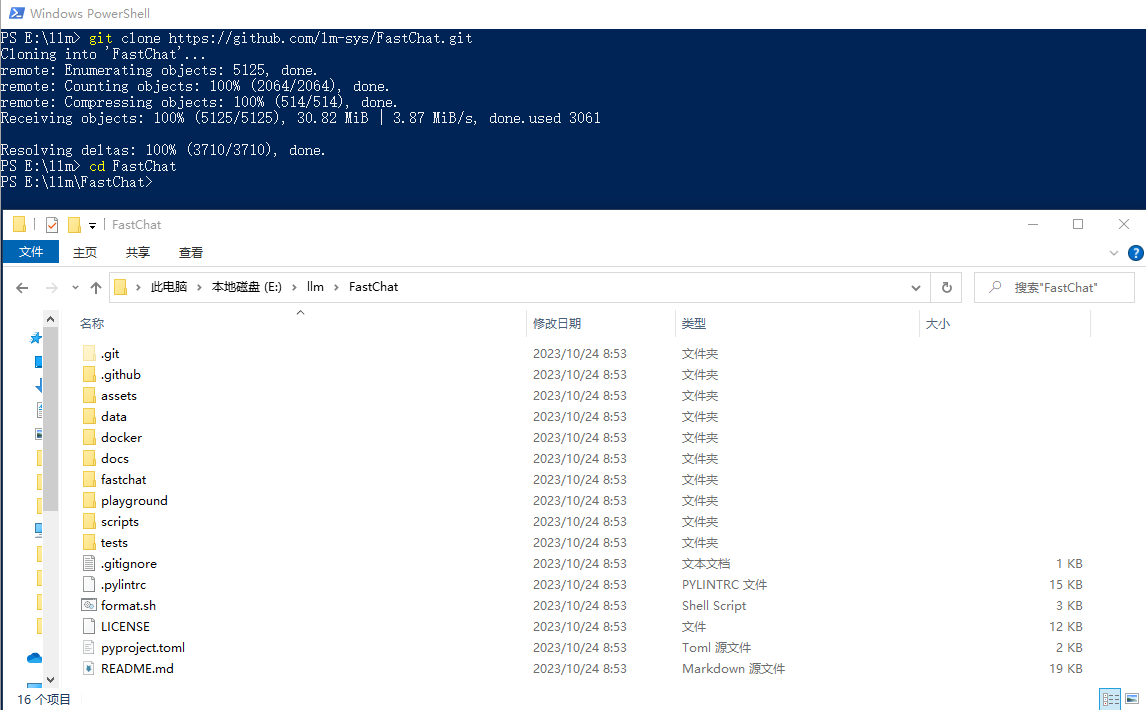 Windows PowerShell
PS E:\llm> git clone https://github.com/lm-sys/FastChat.git
Cloning into 'FastChat'...
remote: Enumerating objects: 5125, done.
remote: Counting objects: 100% (2064/2064), done.
remote: Compressing objects: 100% (514/514), done.
Receiving objects: 100% (5125/5125), 30.82 MiB | 3.87 MiB/s, done.used 3061
Resolving deltas: 100% (3710/3710), done.
PS E:\llm> cd FastChat
PS E:\llm\FastChat>
FastChat
文件 主页 共享 查看
此电脑 > 本地磁盘 (E:) > llm > FastChat 搜索"FastChat"
名称 修改日期 类型 大小
.git 2023/10/24 8:53 文件夹
.github 2023/10/24 8:53 文件夹
assets 2023/10/24 8:53 文件夹
data 2023/10/24 8:53 文件夹
docker 2023/10/24 8:53 文件夹
docs 2023/10/24 8:53 文件夹
fastchat 2023/10/24 8:53 文件夹
playground 2023/10/24 8:53 文件夹
scripts 2023/10/24 8:53 文件夹
tests 2023/10/24 8:53 文件夹
.gitignore 2023/10/24 8:53 文本文档 1 KB
.pylintrc 2023/10/24 8:53 PYLINTRC 文件 15 KB
format.sh 2023/10/24 8:53 Shell Script 3 KB
LICENSE 2023/10/24 8:53 文件 12 KB
pyproject.toml 2023/10/24 8:53 Toml 源文件 2 KB
README.md 2023/10/24 8:53 Markdown 源文件 19 KB
16 个项目